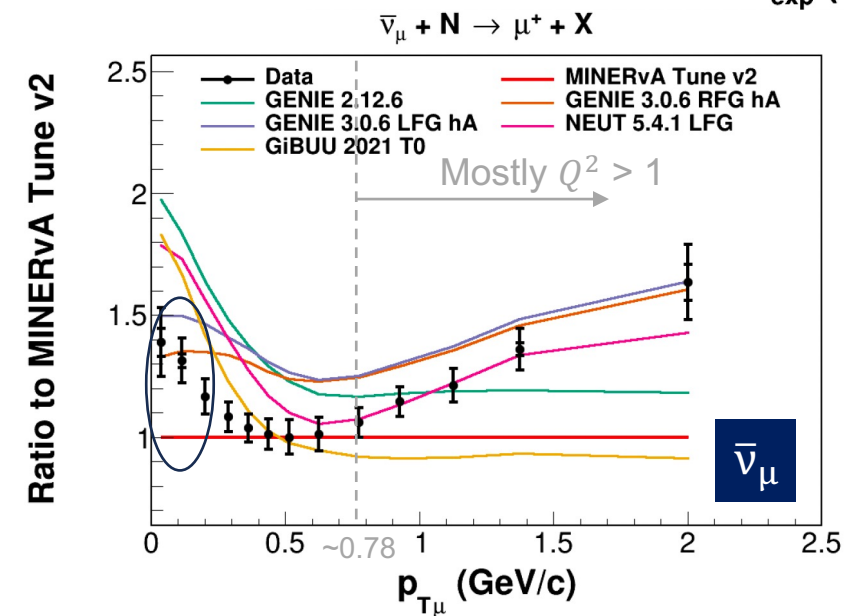 exp
ν̅μ + N → μ+ + X
Ratio to MINERvA Tune v2
Data
MINERvA Tune v2
GENIE 2.12.6
GENIE 3.0.6 RFG hA
GENIE 3.0.6 LFG hA
NEUT 5.4.1 LFG
GiBUU 2021 T0
Mostly Q² > 1
2.5
2
1.5
1
ν̅μ
0 0.5 ~0.78 1 1.5 2 2.5
pTμ (GeV/c)